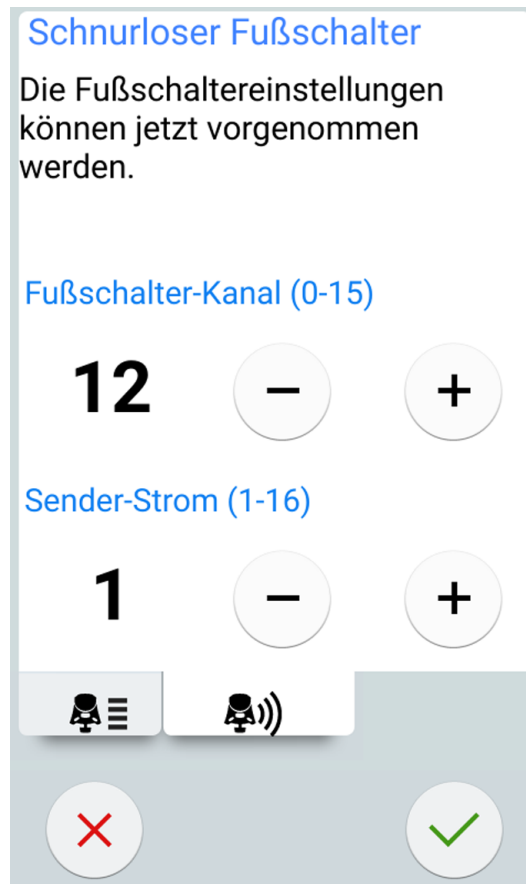 Schnurloser Fußschalter
Die Fußschaltereinstellungen
können jetzt vorgenommen
werden.
Fußschalter-Kanal (0-15)
12 − +
Sender-Strom (1-16)
1 − +